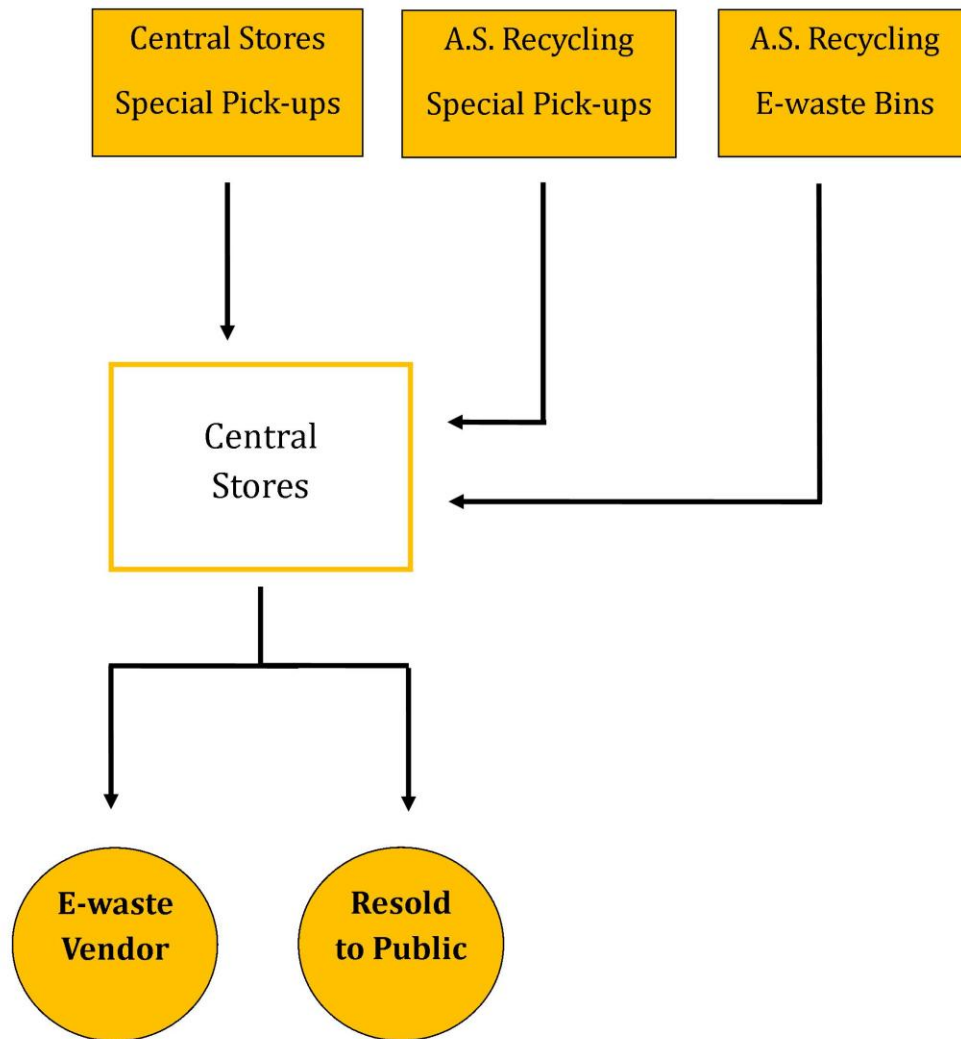 Central Stores
Special Pick-ups
A.S. Recycling
Special Pick-ups
A.S. Recycling
E-waste Bins
Central
Stores
E-waste
Vendor
Resold
to Public